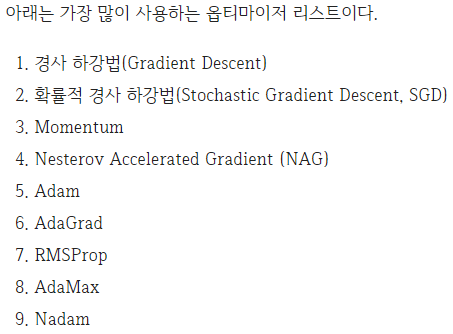 아래는 가장 많이 사용하는 옵티마이저 리스트이다.
1. 경사 하강법(Gradient Descent)
2. 확률적 경사 하강법(Stochastic Gradient Descent, SGD)
3. Momentum
4. Nesterov Accelerated Gradient (NAG)
5. Adam
6. AdaGrad
7. RMSProp
8. AdaMax
9. Nadam